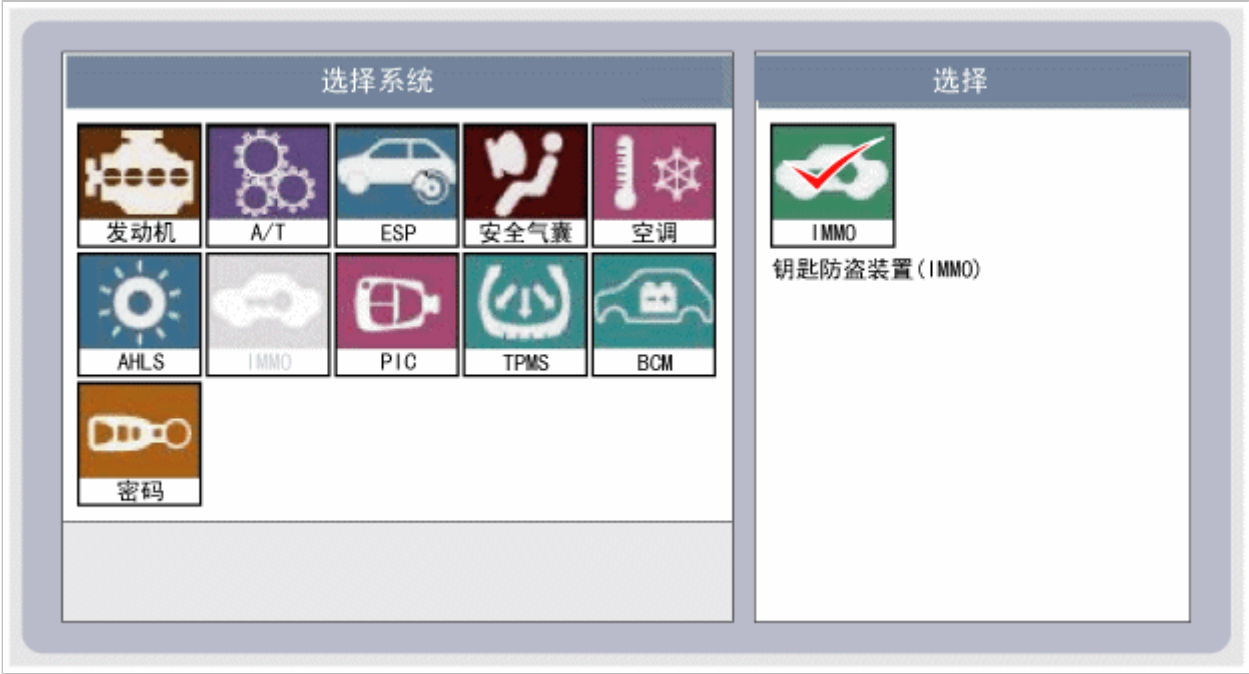 选择系统
选择
发动机
A/T
ESP
安全气囊
空调
IMMO
钥匙防盗装置(IMMO)
AHLS
IMMO
PIC
TPMS
BCM
密码